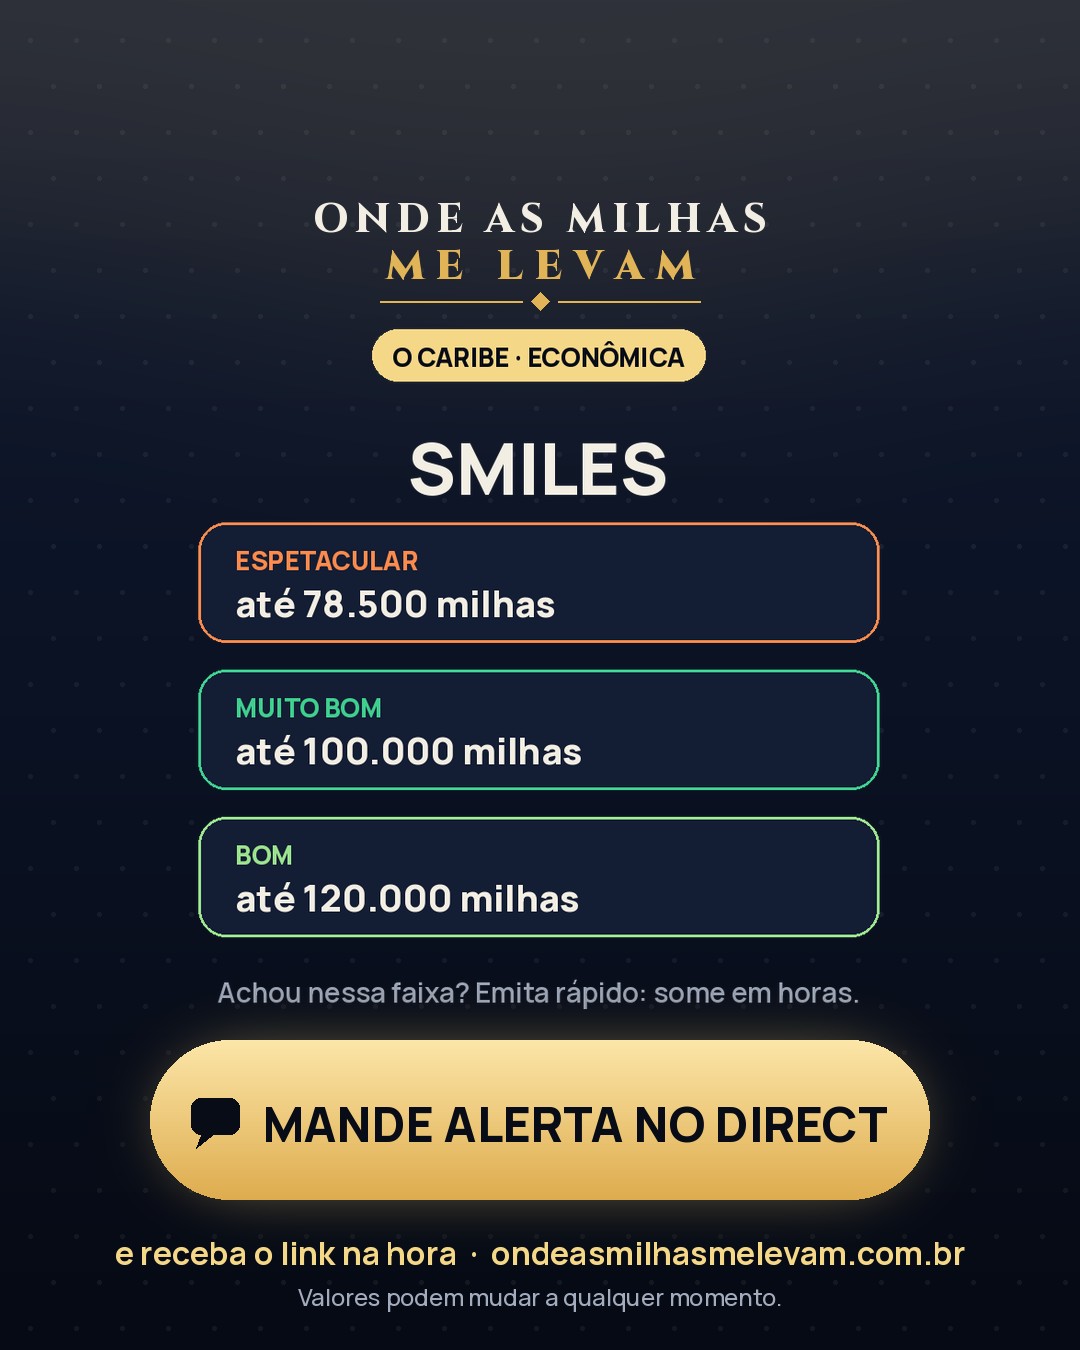 ONDE AS MILHAS
ME LEVAM
O CARIBE · ECONÔMICA
SMILES
ESPETACULAR
até 78.500 milhas
MUITO BOM
até 100.000 milhas
BOM
até 120.000 milhas
Achou nessa faixa? Emita rápido: some em horas.
MANDE ALERTA NO DIRECT
e receba o link na hora · ondeasmilhasmelevam.com.br
Valores podem mudar a qualquer momento.